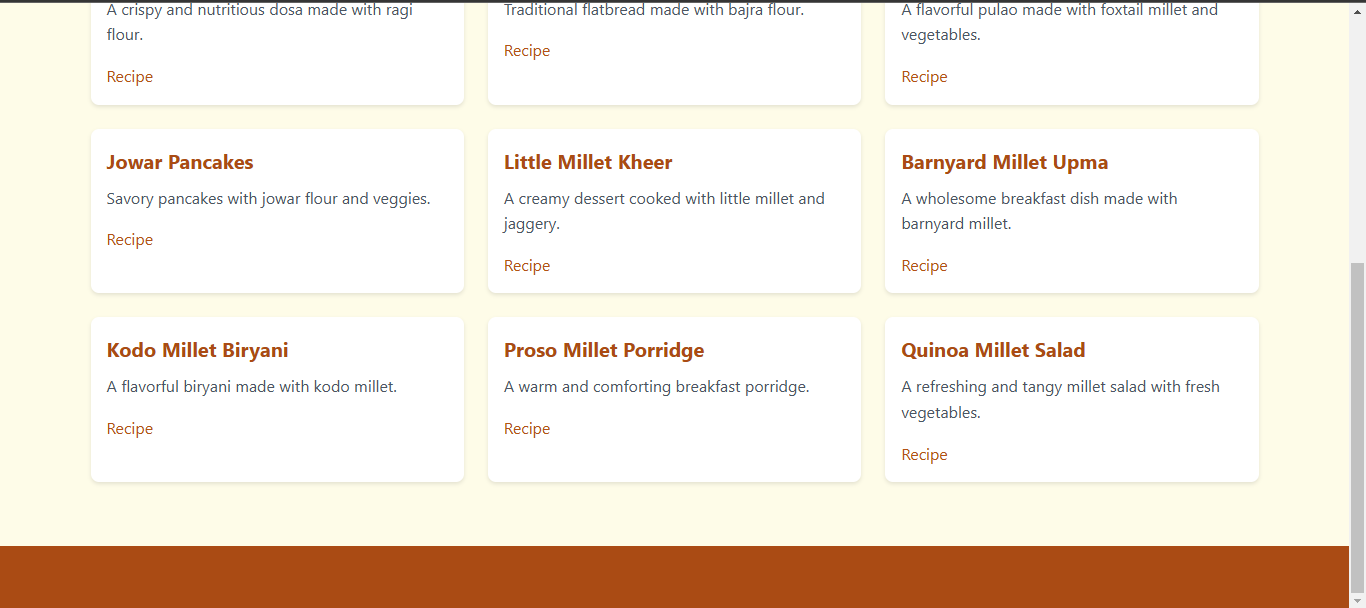 A crispy and nutritious dosa made with ragi
flour.
Recipe
Traditional flatbread made with bajra flour.
Recipe
A flavorful pulao made with foxtail millet and
vegetables.
Recipe
Jowar Pancakes
Savory pancakes with jowar flour and veggies.
Recipe
Little Millet Kheer
A creamy dessert cooked with little millet and
jaggery.
Recipe
Barnyard Millet Upma
A wholesome breakfast dish made with
barnyard millet.
Recipe
Kodo Millet Biryani
A flavorful biryani made with kodo millet.
Recipe
Proso Millet Porridge
A warm and comforting breakfast porridge.
Recipe
Quinoa Millet Salad
A refreshing and tangy millet salad with fresh
vegetables.
Recipe